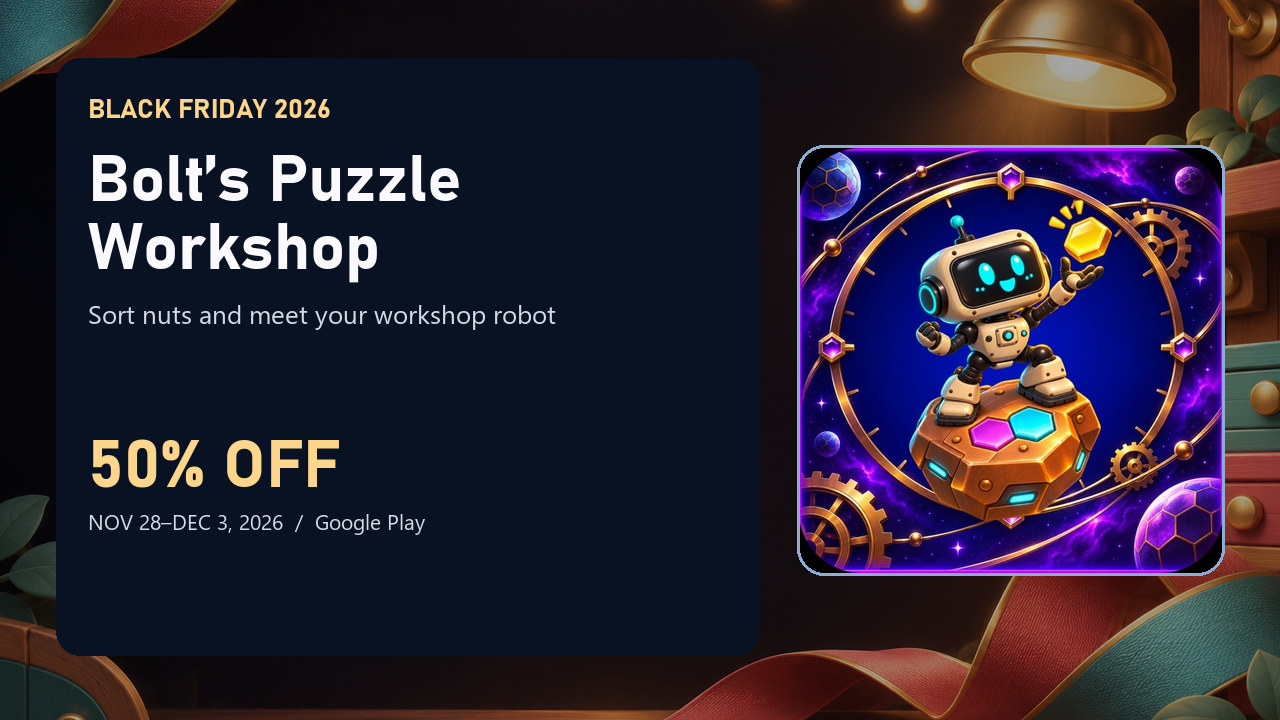 BLACK FRIDAY 2026
Bolt’s Puzzle
Workshop
Sort nuts and meet your workshop robot
50% OFF
NOV 28–DEC 3, 2026 / Google Play